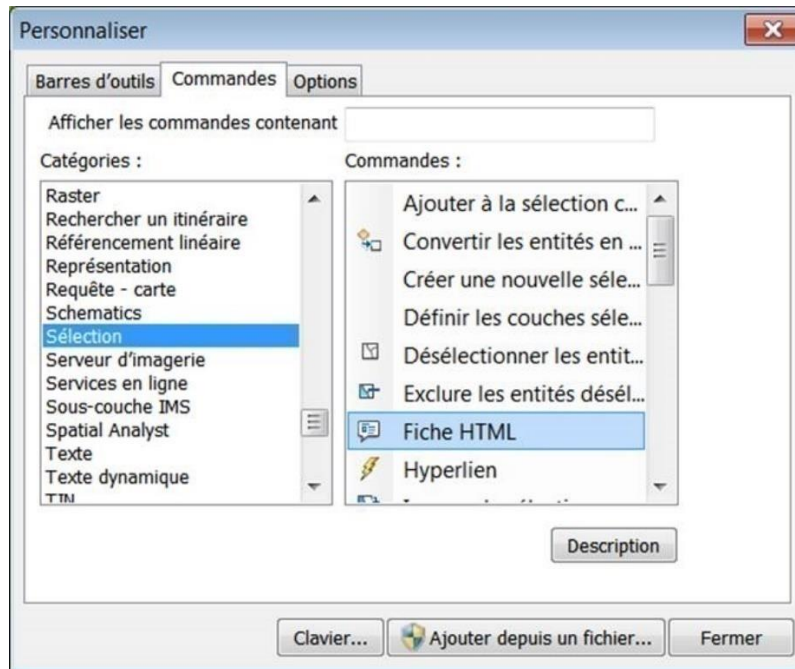 Personnaliser
Barres d'outils Commandes Options
Afficher les commandes contenant
Catégories : Commandes :
Raster
Rechercher un itinéraire
Référencement linéaire
Représentation
Requête - carte
Schematics
Sélection
Serveur d'imagerie
Services en ligne
Sous-couche IMS
Spatial Analyst
Texte
Texte dynamique
TIN
Ajouter à la sélection c...
Convertir les entités en ...
Créer une nouvelle séle...
Définir les couches séle...
Désélectionner les entit...
Exclure les entités désél...
Fiche HTML
Hyperlien
Description
Clavier... Ajouter depuis un fichier... Fermer